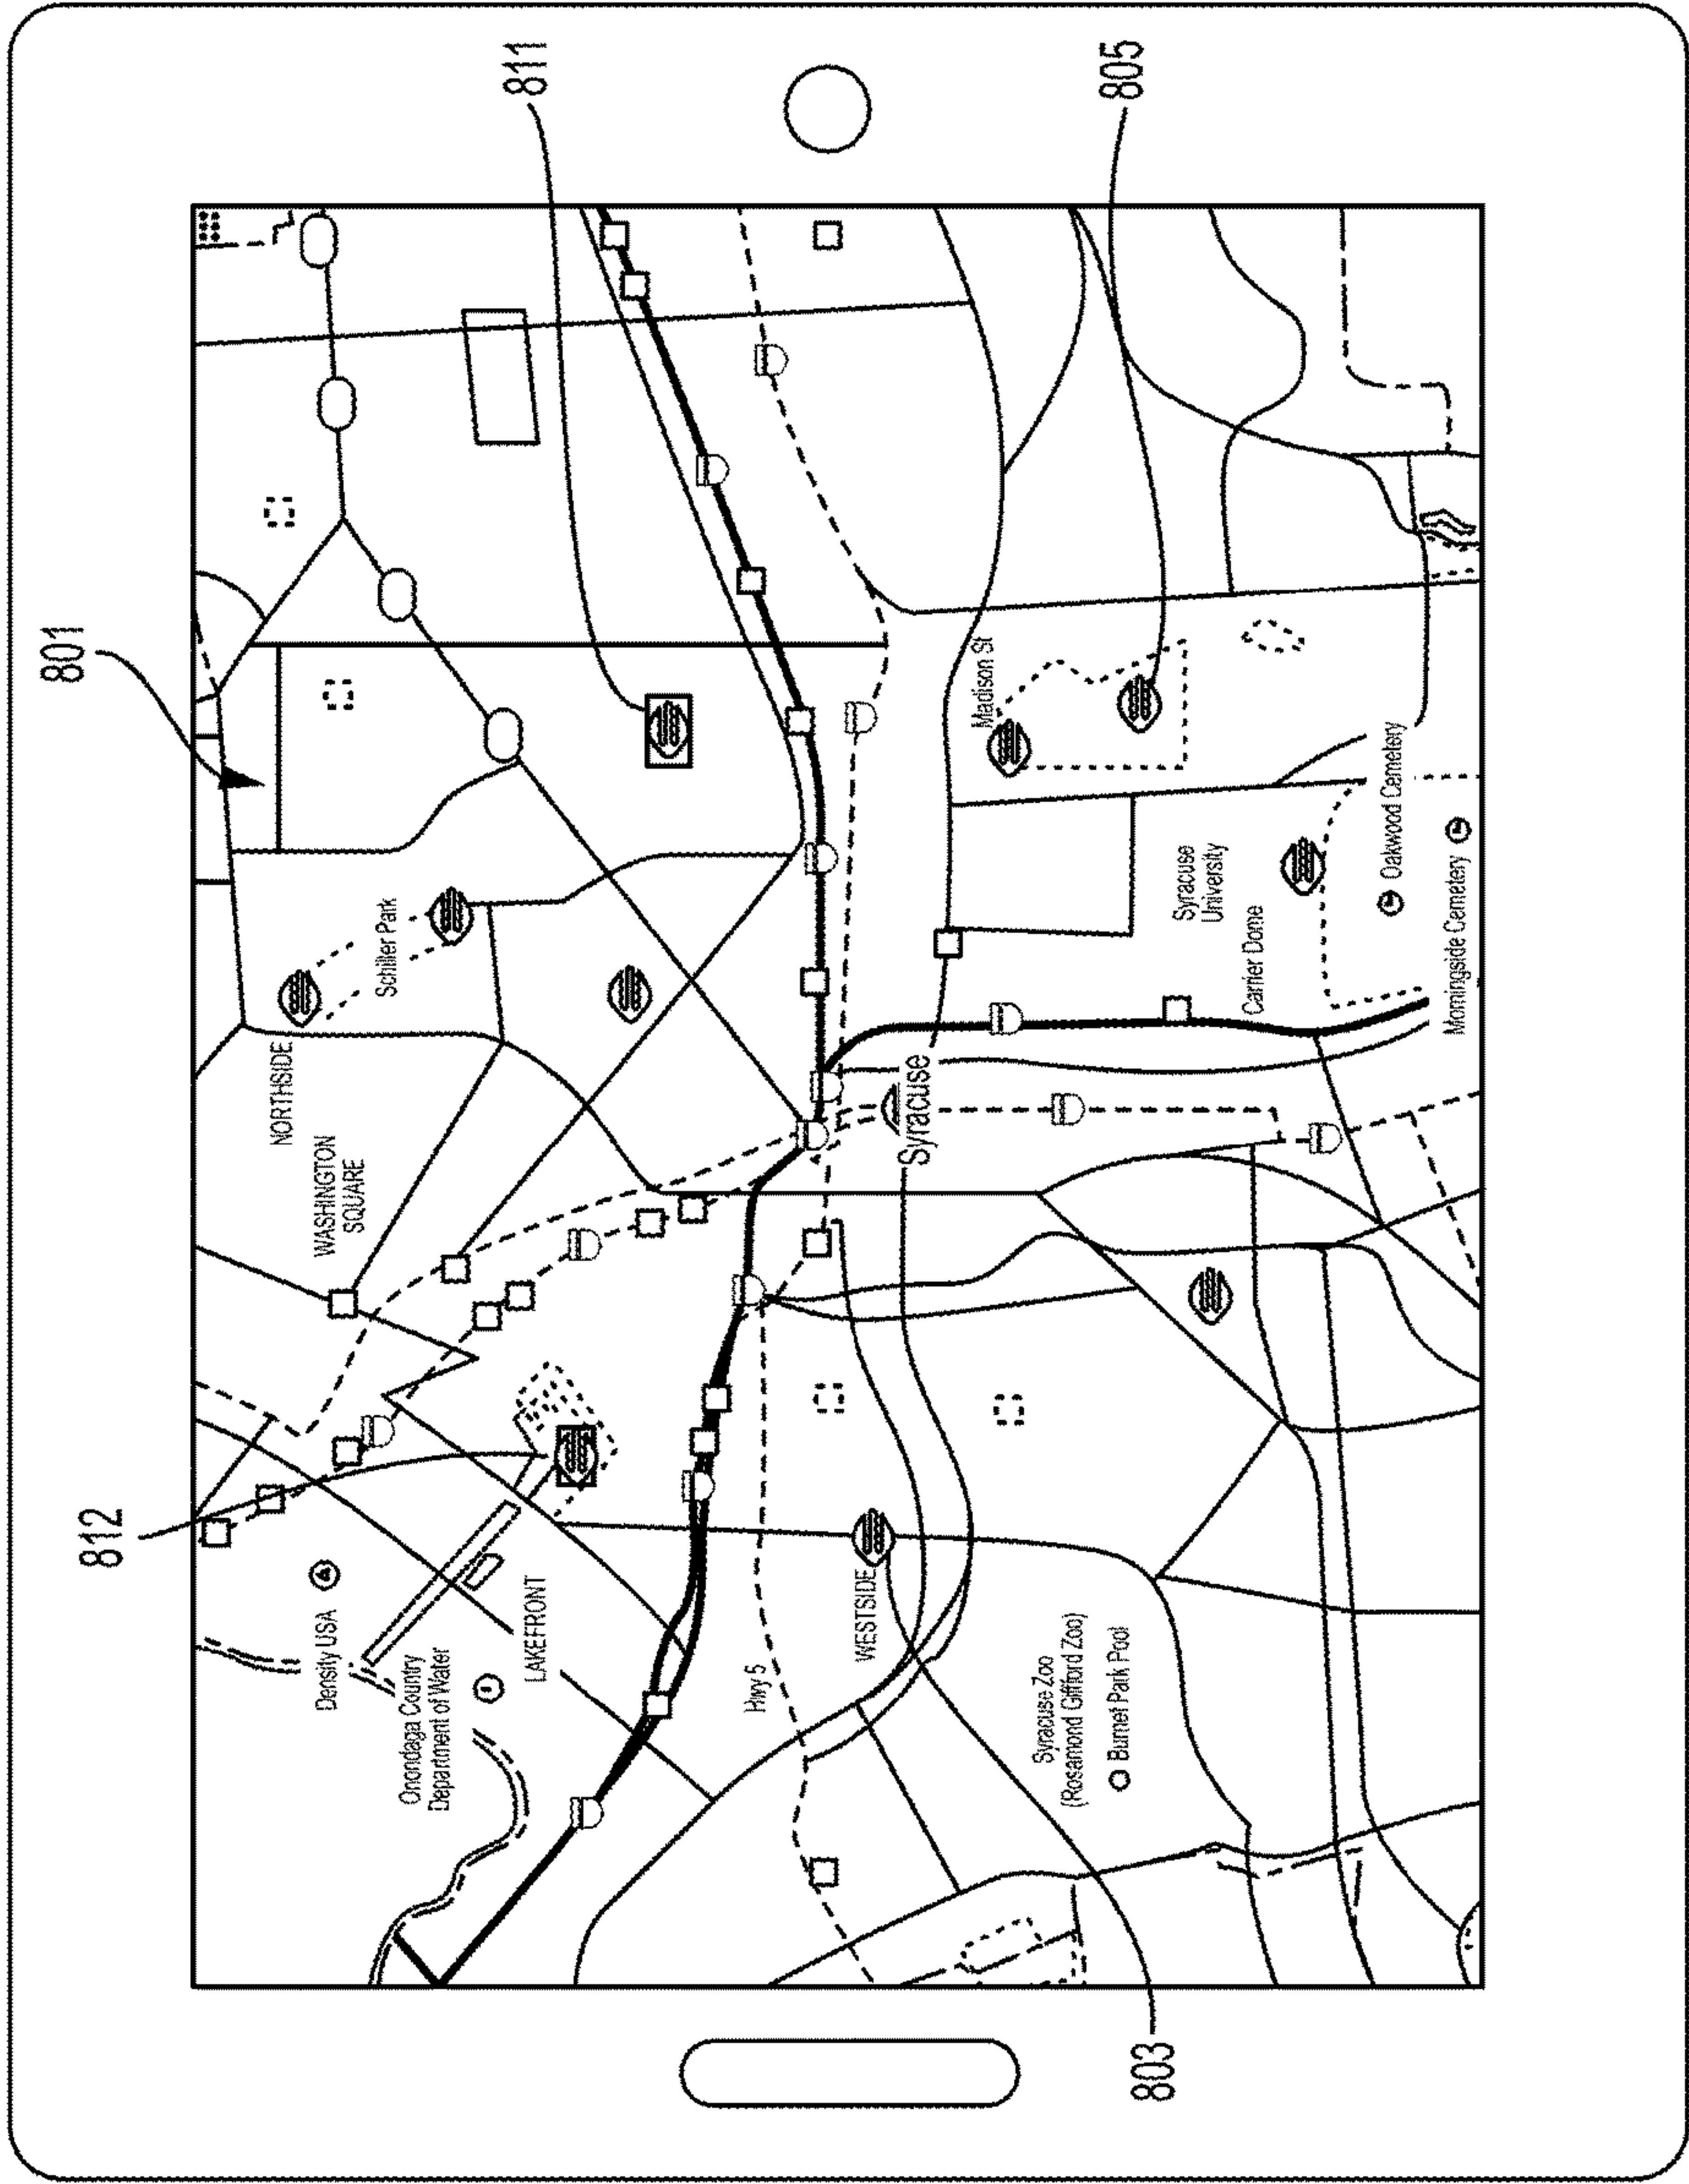 801
811
812
805
803
NORTHSIDE
WASHINGTON
SQUARE
Schiller Park
Density USA
Onondaga Country
Department of Water
LAKEFRONT
Hwy 5
WESTSIDE
Syracuse
Madison St
Syracuse
University
Carrier Dome
Oakwood Cemetery
Morningside Cemetery
Syracuse Zoo
(Rosamond Gifford Zoo)
Burnet Park Pool